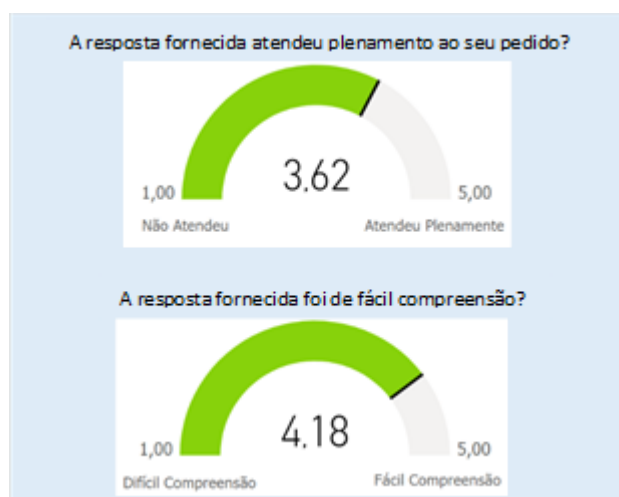 A resposta fornecida atendeu plenamento ao seu pedido?
3,62
1,00 5,00
Não Atendeu Atendeu Plenamente
A resposta fornecida foi de fácil compreensão?
4,18
1,00 5,00
Difícil Compreensão Fácil Compreensão